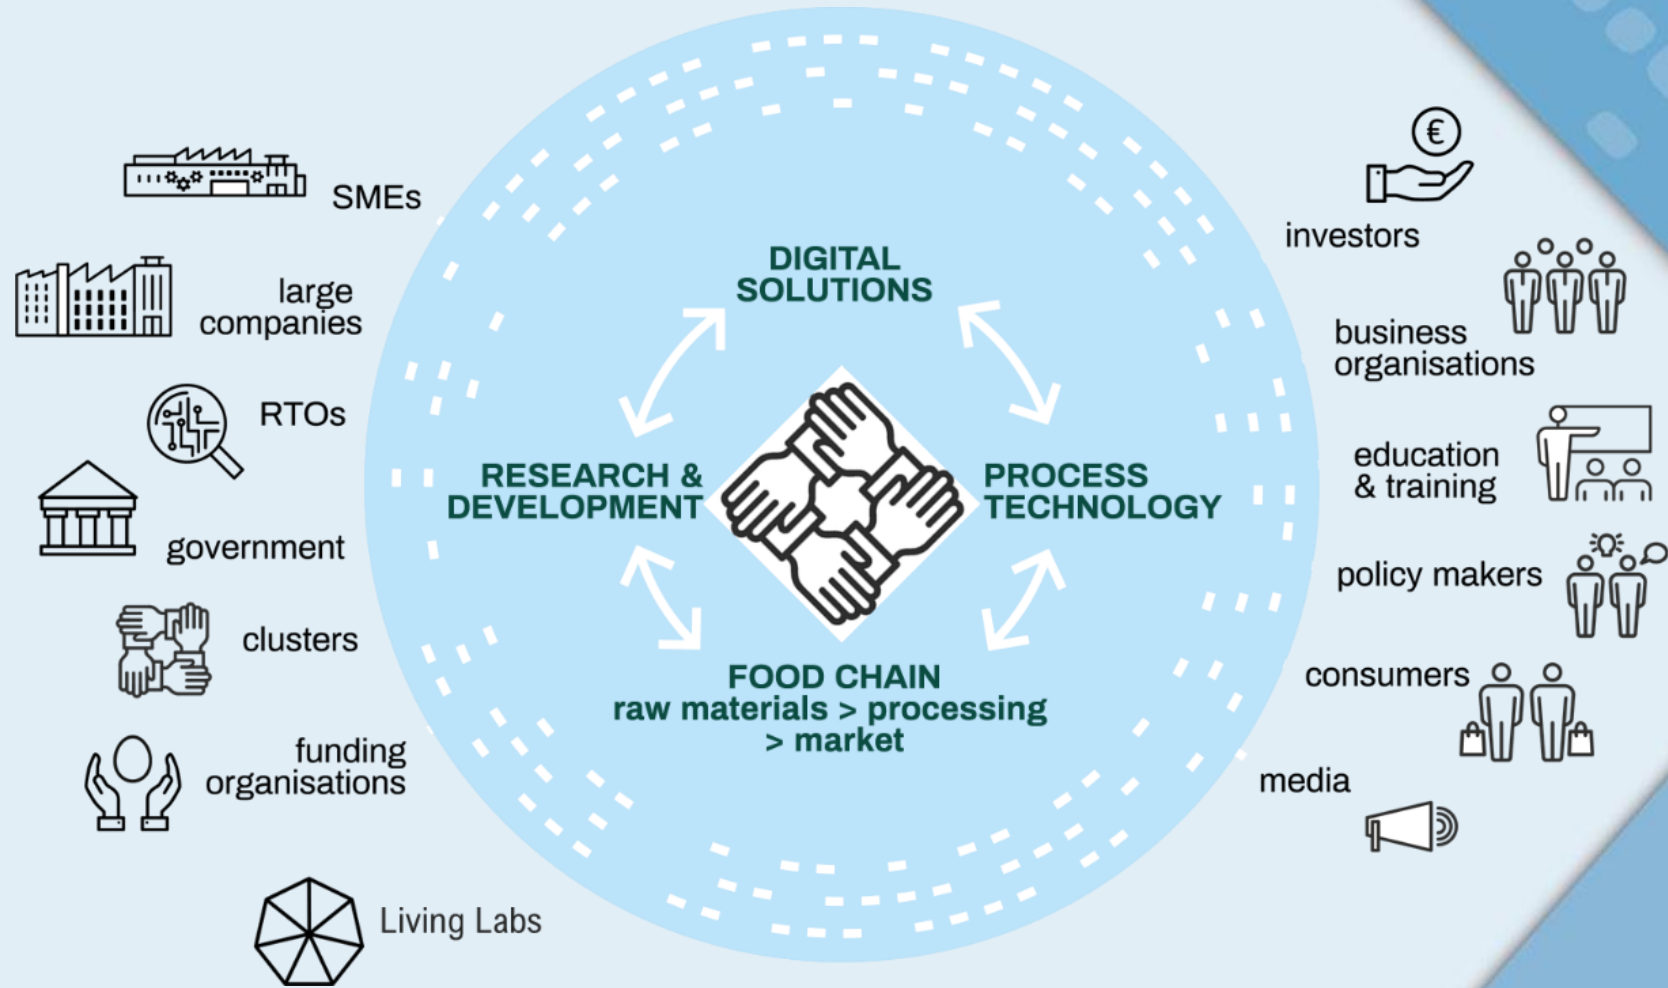 SMEs
large
companies
RTOs
government
clusters
funding
organisations
Living Labs
DIGITAL
SOLUTIONS
RESEARCH &
DEVELOPMENT
PROCESS
TECHNOLOGY
FOOD CHAIN
raw materials > processing
> market
€
investors
business
organisations
education
& training
policy makers
consumers
media